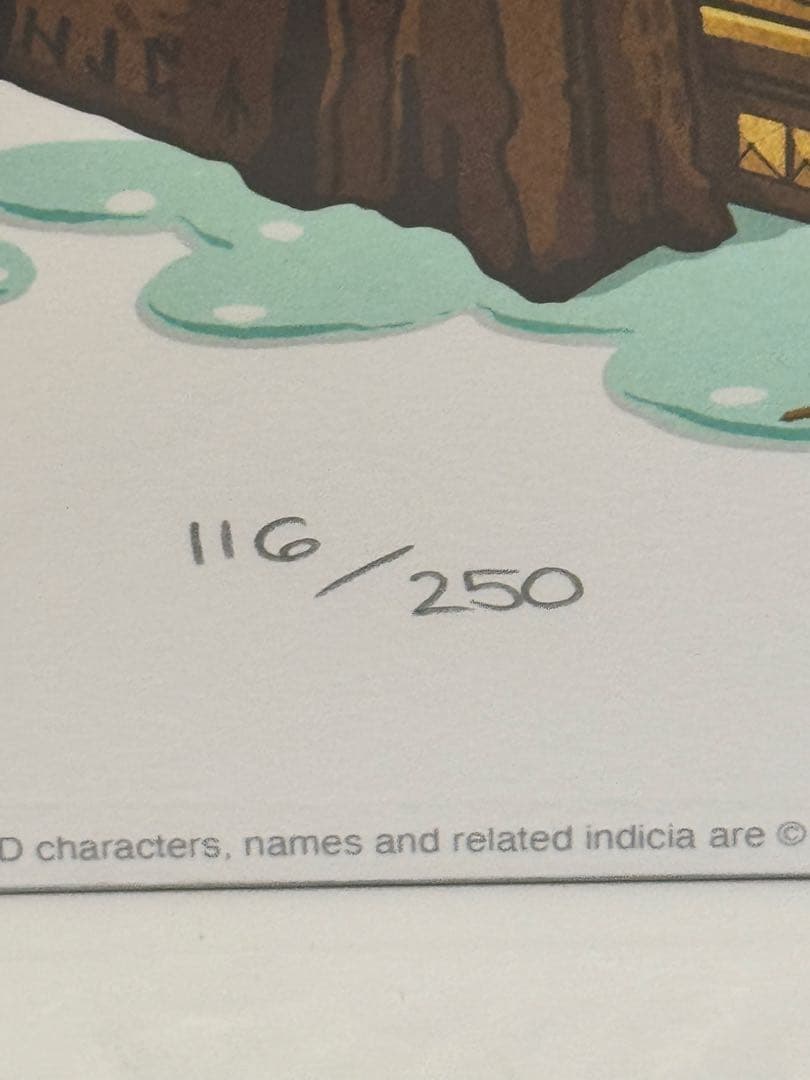 116/250
D characters, names and related indicia are ©